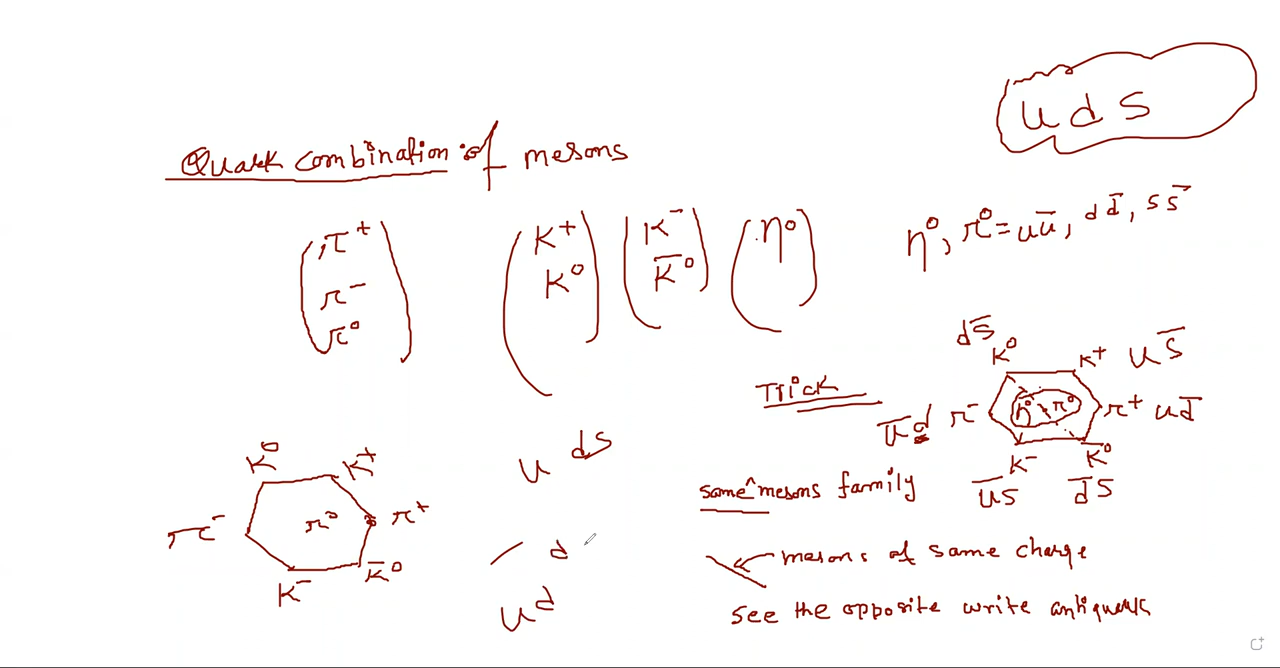 u d s
Quark combination of mesons
π⁺
π⁻
π⁰
K⁺
K⁰
K⁻
K̄⁰
η⁰
η⁰, π⁰ = uū, dd̄, ss̄
Trick
ds̄
K⁰
K⁺ us̄
ūd π⁻
η⁰ π⁰
π⁺ ud̄
K⁻
K̄⁰
ūs
d̄s
K⁰
K⁺
π⁻
π⁰
π⁺
K⁻
K̄⁰
u ds
d
ud
same mesons family
mesons of same charge
see the opposite write antiquark